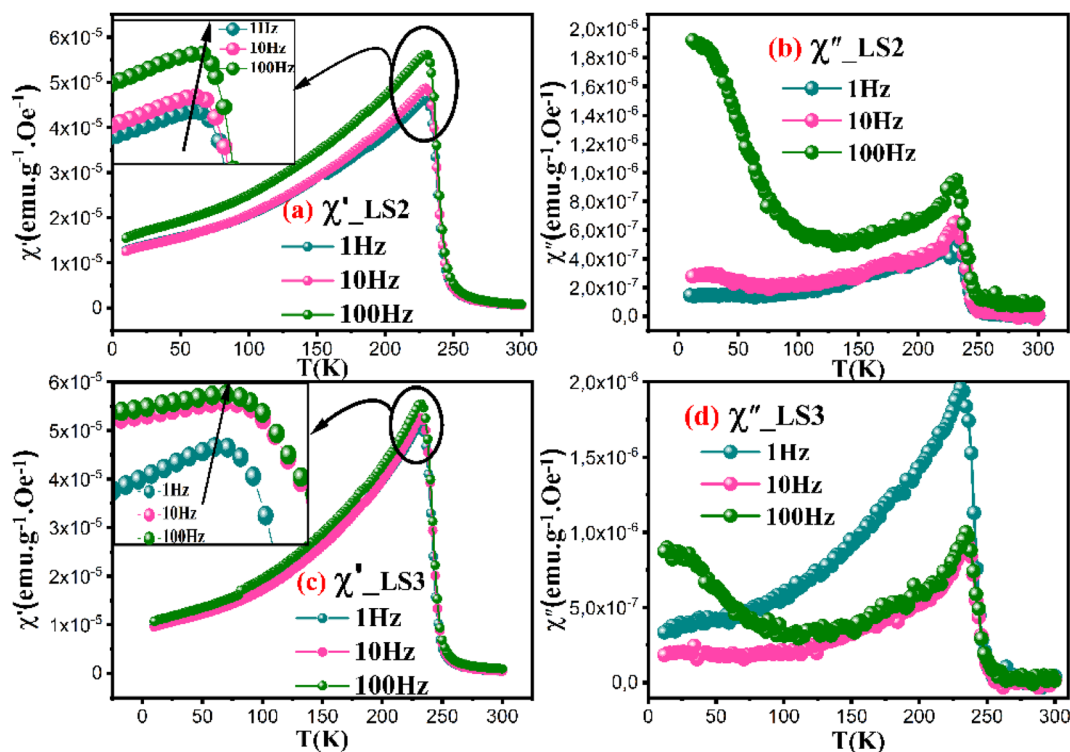 6x10⁻⁵
5x10⁻⁵
4x10⁻⁵
3x10⁻⁵
2x10⁻⁵
1x10⁻⁵
0
χ'(emu.g⁻¹.Oe⁻¹)
1Hz
10Hz
100Hz
(a) χ'_LS2
1Hz
10Hz
100Hz
0 50 100 150 200 250 300
T(K)
2,0x10⁻⁶
1,8x10⁻⁶
1,6x10⁻⁶
1,4x10⁻⁶
1,2x10⁻⁶
1,0x10⁻⁶
8,0x10⁻⁷
6,0x10⁻⁷
4,0x10⁻⁷
2,0x10⁻⁷
0,0
χ"(emu.g⁻¹.Oe⁻¹)
(b) χ"_LS2
1Hz
10Hz
100Hz
0 50 100 150 200 250 300
T(K)
6x10⁻⁵
5x10⁻⁵
4x10⁻⁵
3x10⁻⁵
2x10⁻⁵
1x10⁻⁵
0
χ'(emu.g⁻¹.Oe⁻¹)
1Hz
10Hz
100Hz
(c) χ'_LS3
1Hz
10Hz
100Hz
0 50 100 150 200 250 300
T(K)
2,0x10⁻⁶
1,5x10⁻⁶
1,0x10⁻⁶
5,0x10⁻⁷
0,0
χ"(emu.g⁻¹.Oe⁻¹)
(d) χ"_LS3
1Hz
10Hz
100Hz
0 50 100 150 200 250 300
T(K)